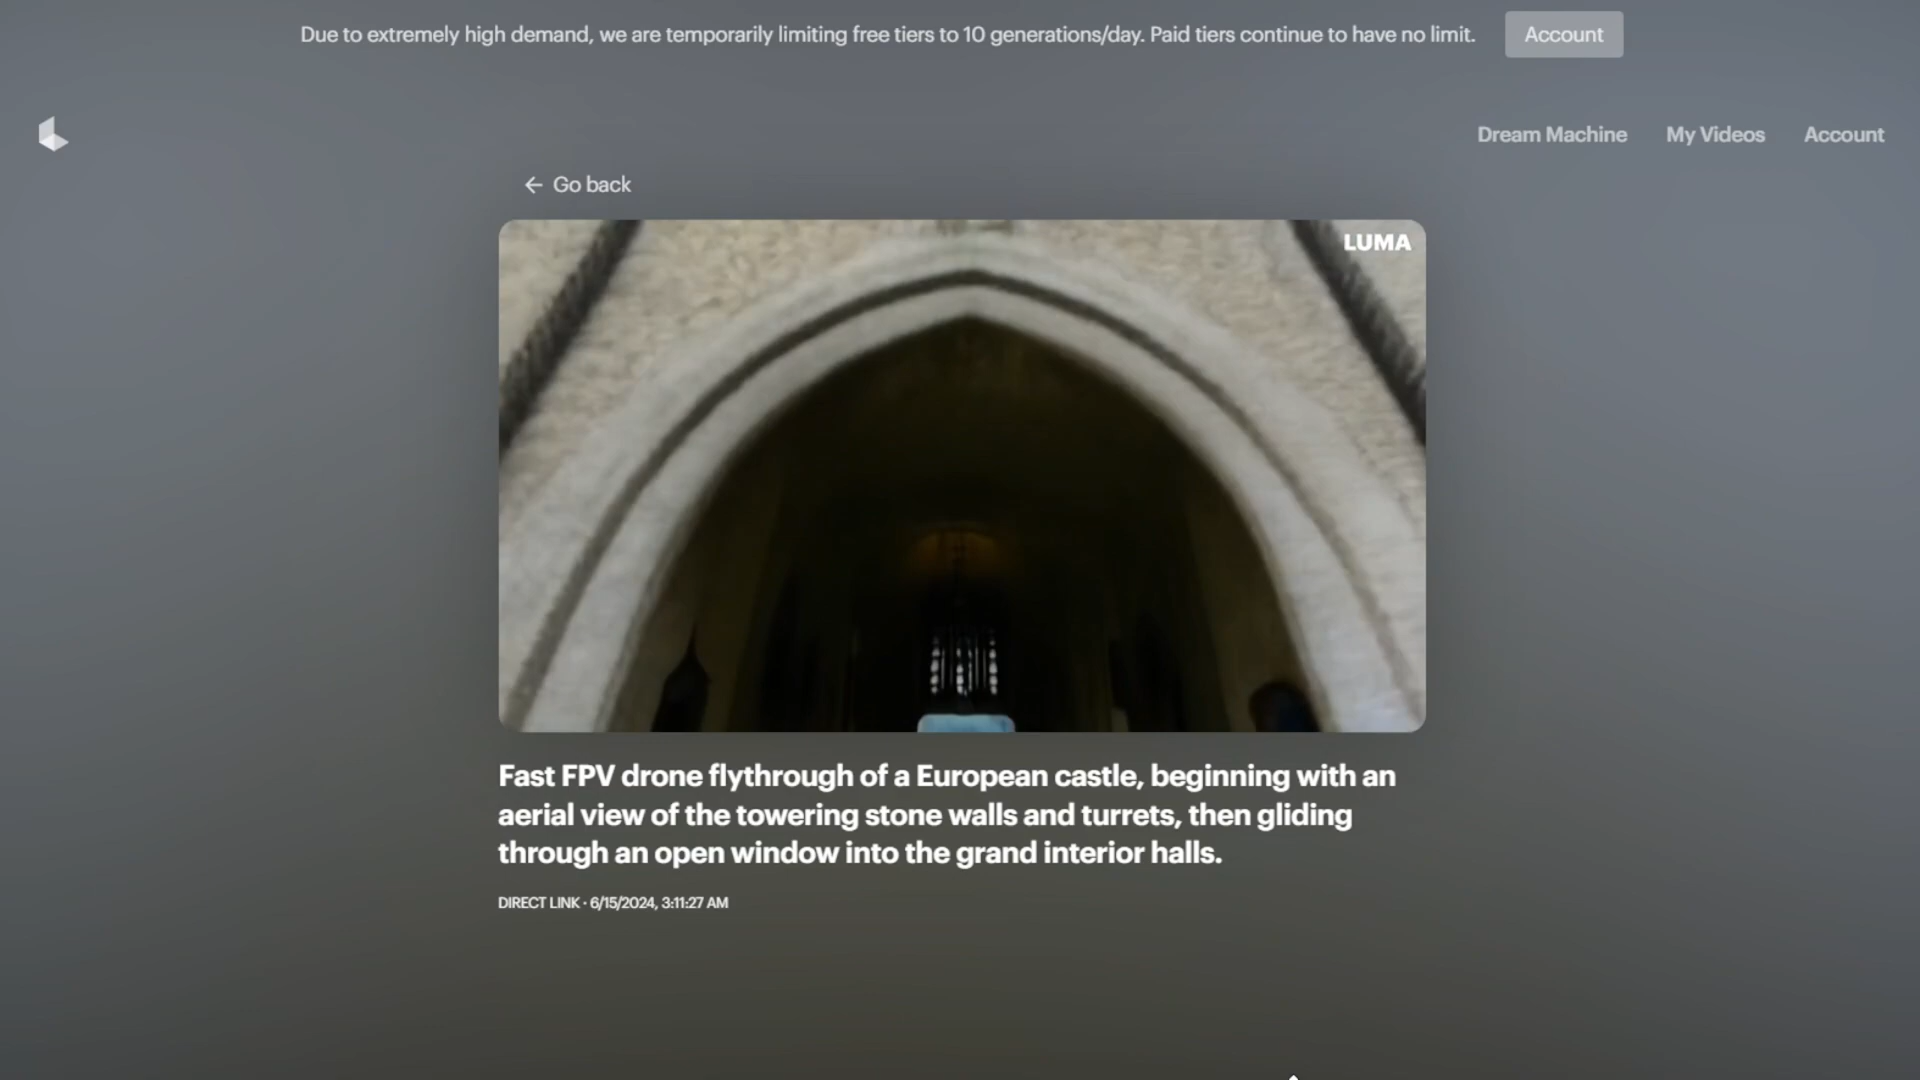 Due to extremely high demand, we are temporarily limiting free tiers to 10 generations/day. Paid tiers continue to have no limit. Account
Dream Machine My Videos Account
← Go back
LUMA
Fast FPV drone flythrough of a European castle, beginning with an
aerial view of the towering stone walls and turrets, then gliding
through an open window into the grand interior halls.
DIRECT LINK · 6/15/2024, 3:11:27 AM